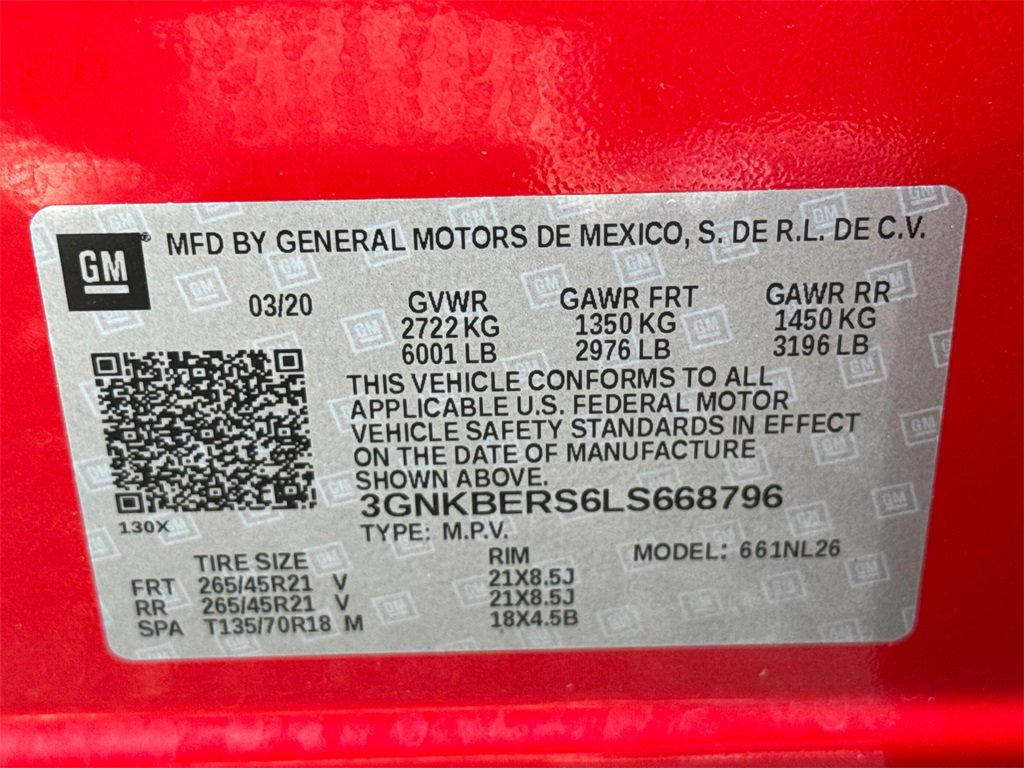 GM® MFD BY GENERAL MOTORS DE MEXICO, S. DE R.L. DE C.V.
03/20 GVWR GAWR FRT GAWR RR
2722 KG 1350 KG 1450 KG
6001 LB 2976 LB 3196 LB
THIS VEHICLE CONFORMS TO ALL
APPLICABLE U.S. FEDERAL MOTOR
VEHICLE SAFETY STANDARDS IN EFFECT
ON THE DATE OF MANUFACTURE
SHOWN ABOVE.
3GNKBERS6LS668796
130X
TYPE: M.P.V.
TIRE SIZE RIM MODEL: 661NL26
FRT 265/45R21 V 21X8.5J
RR 265/45R21 V 21X8.5J
SPA T135/70R18 M 18X4.5B